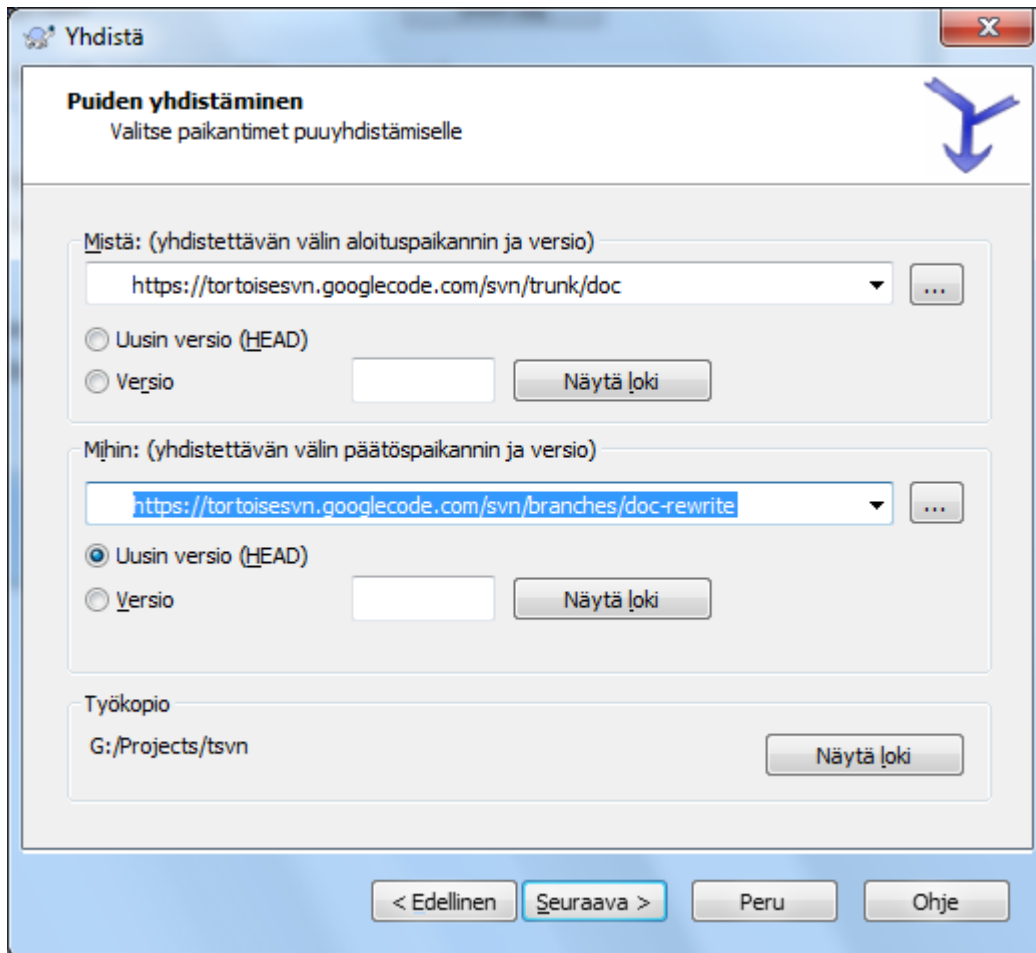 Yhdistä
Puiden yhdistäminen
Valitse paikantimet puuyhdistämiselle
Mistä: (yhdistettävän välin aloituspaikannin ja versio)
https://tortoisesvn.googlecode.com/svn/trunk/doc
...
Uusin versio (HEAD)
Versio
Näytä loki
Mihin: (yhdistettävän välin päätöspaikannin ja versio)
https://tortoisesvn.googlecode.com/svn/branches/doc-rewrite
...
Uusin versio (HEAD)
Versio
Näytä loki
Työkopio
G:/Projects/tsvn
Näytä loki
< Edellinen
Seuraava >
Peru
Ohje